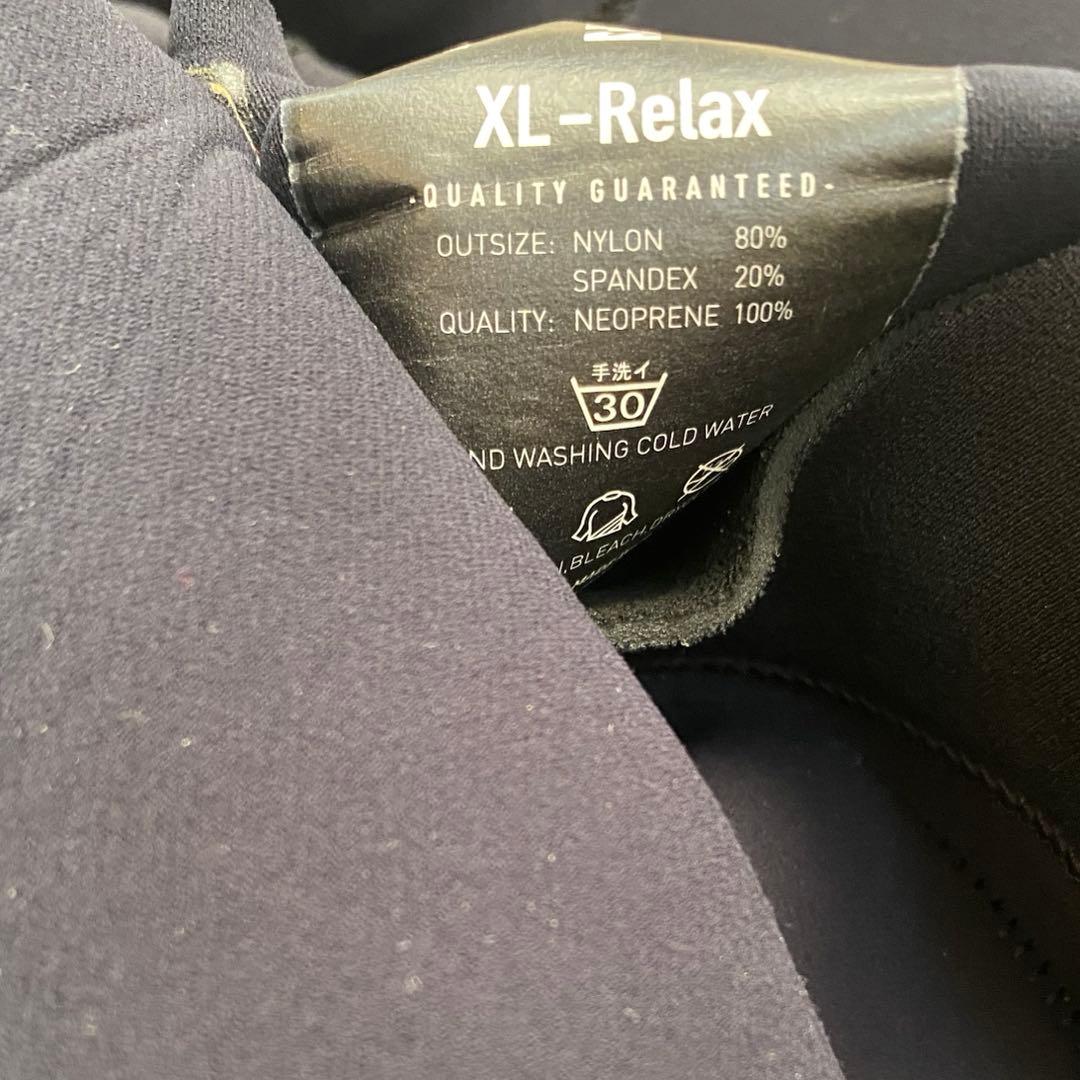 XL-Relax
-QUALITY GUARANTEED-
OUTSIZE: NYLON 80%
SPANDEX 20%
QUALITY: NEOPRENE 100%
手洗イ
30
WASHING COLD WATER
BLEACH.